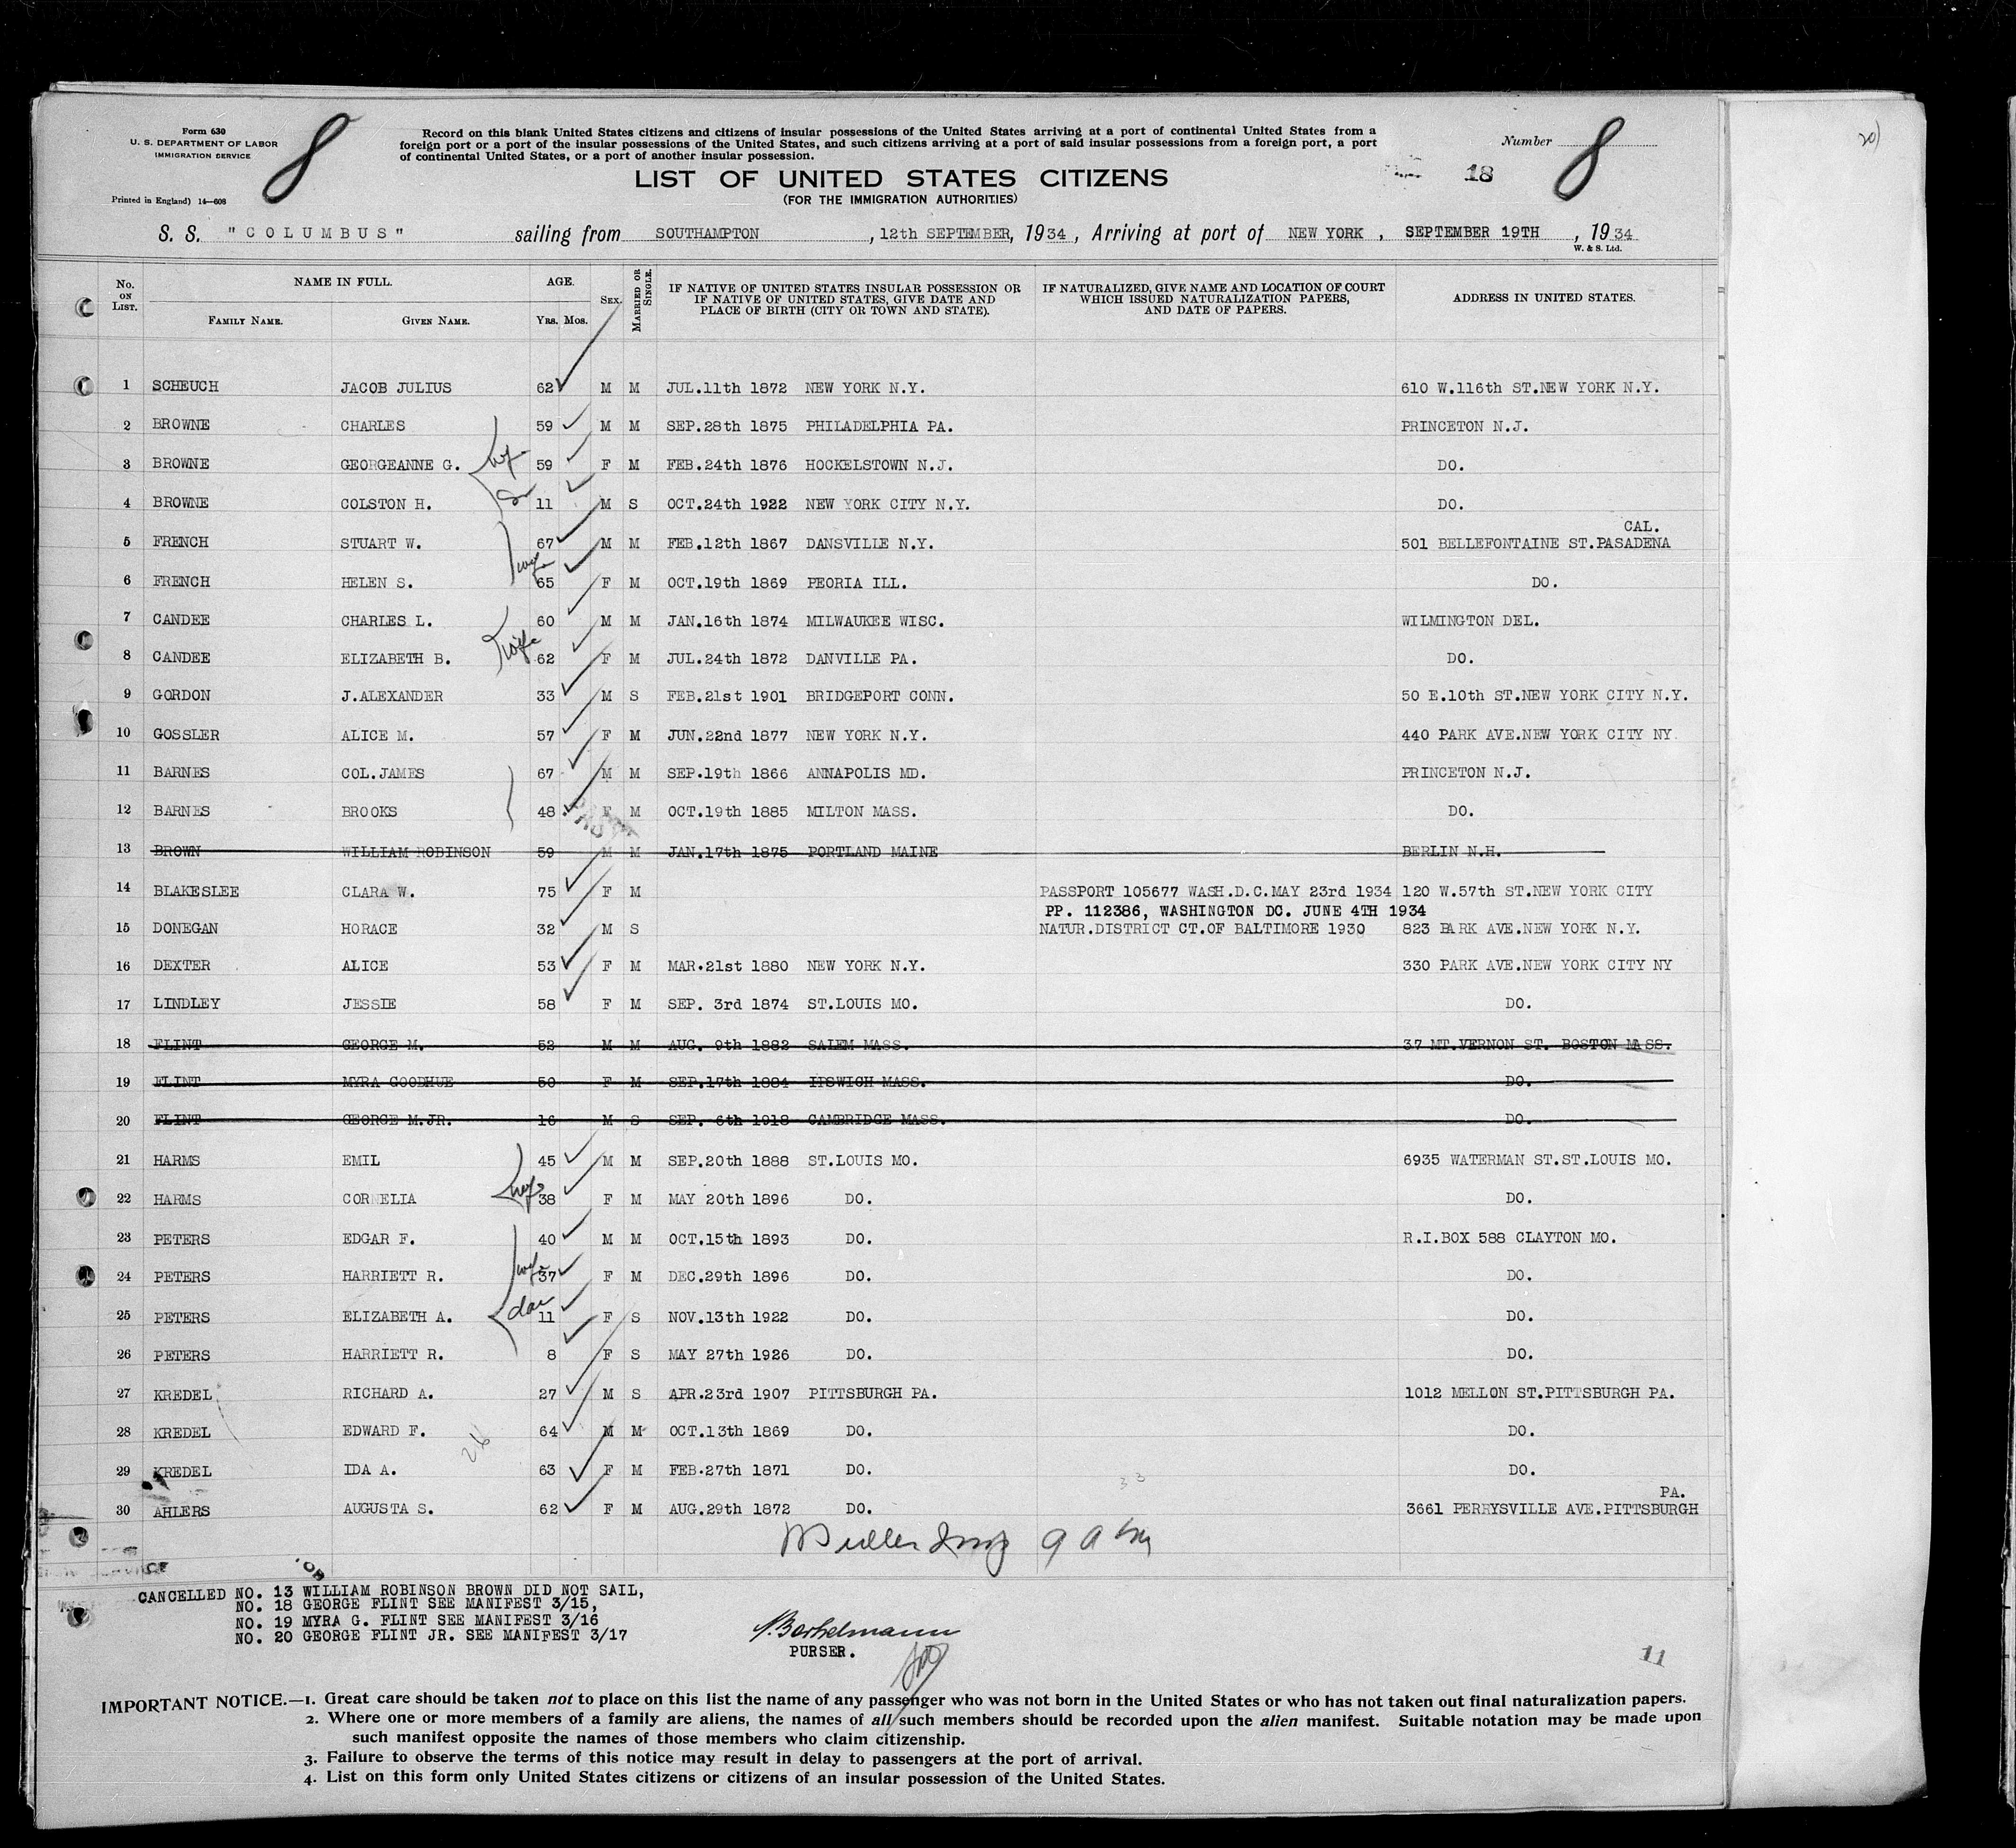 20)
Form 630
U. S. DEPARTMENT OF LABOR
IMMIGRATION SERVICE
Printed in England) 14—608
8
Record on this blank United States citizens and citizens of insular possessions of the United States arriving at a port of continental United States from a
foreign port or a port of the insular possessions of the United States, and such citizens arriving at a port of said insular possessions from a foreign port, a port
of continental United States, or a port of another insular possession.
Number 8
18
LIST OF UNITED STATES CITIZENS
(FOR THE IMMIGRATION AUTHORITIES)
S. S. "COLUMBUS" sailing from SOUTHAMPTON, 12th SEPTEMBER, 1934, Arriving at port of NEW YORK, SEPTEMBER 19TH, 1934
W. & S. Ltd.
No. ON LIST. NAME IN FULL. AGE. SEX. MARRIED OR SINGLE. IF NATIVE OF UNITED STATES INSULAR POSSESSION OR IF NATIVE OF UNITED STATES, GIVE DATE AND PLACE OF BIRTH (CITY OR TOWN AND STATE). IF NATURALIZED, GIVE NAME AND LOCATION OF COURT WHICH ISSUED NATURALIZATION PAPERS, AND DATE OF PAPERS. ADDRESS IN UNITED STATES.
FAMILY NAME. GIVEN NAME. YRS. MOS.
1 SCHEUCH JACOB JULIUS 62 M M JUL.11th 1872 NEW YORK N.Y. 610 W.116th ST.NEW YORK N.Y.
2 BROWNE CHARLES 59 M M SEP.28th 1875 PHILADELPHIA PA. PRINCETON N.J.
3 BROWNE GEORGEANNE G. wf 59 F M FEB.24th 1876 HOCKELSTOWN N.J. DO.
4 BROWNE COLSTON H. 11 M S OCT.24th 1922 NEW YORK CITY N.Y. DO.
CAL.
5 FRENCH STUART W. 67 M M FEB.12th 1867 DANSVILLE N.Y. 501 BELLEFONTAINE ST.PASADENA
6 FRENCH HELEN S. wife 65 F M OCT.19th 1869 PEORIA ILL. DO.
7 CANDEE CHARLES L. 60 M M JAN.16th 1874 MILWAUKEE WISC. WILMINGTON DEL.
8 CANDEE ELIZABETH B. wife 62 F M JUL.24th 1872 DANVILLE PA. DO.
9 GORDON J.ALEXANDER 33 M S FEB.21st 1901 BRIDGEPORT CONN. 50 E.10th ST.NEW YORK CITY N.Y.
10 GOSSLER ALICE M. 57 F M JUN.22nd 1877 NEW YORK N.Y. 440 PARK AVE.NEW YORK CITY NY.
11 BARNES COL.JAMES 67 M M SEP.19th 1866 ANNAPOLIS MD. PRINCETON N.J.
12 BARNES BROOKS 48 F M OCT.19th 1885 MILTON MASS. DO.
13 BROWN WILLIAM ROBINSON 59 M M JAN.17th 1875 PORTLAND MAINE BERLIN N.H.
14 BLAKESLEE CLARA W. 75 F M PASSPORT 105677 WASH.D.C.MAY 23rd 1934 120 W.57th ST.NEW YORK CITY
PP. 112386, WASHINGTON DC. JUNE 4TH 1934
15 DONEGAN HORACE 32 M S NATUR.DISTRICT CT.OF BALTIMORE 1930 823 PARK AVE.NEW YORK N.Y.
16 DEXTER ALICE 53 F M MAR.21st 1880 NEW YORK N.Y. 330 PARK AVE.NEW YORK CITY NY
17 LINDLEY JESSIE 58 F M SEP. 3rd 1874 ST.LOUIS MO. DO.
18 FLINT GEORGE M. 52 M M AUG. 9th 1882 SALEM MASS. 37 MT.VERNON ST. BOSTON MASS.
19 FLINT MYRA GOODHUE 50 F M SEP.17th 1884 IPSWICH MASS. DO.
20 FLINT GEORGE M.JR. 16 M S SEP. 6th 1918 CAMBRIDGE MASS. DO.
21 HARMS EMIL 45 M M SEP.20th 1888 ST.LOUIS MO. 6935 WATERMAN ST.ST.LOUIS MO.
22 HARMS CORNELIA wfe 38 F M MAY 20th 1896 DO. DO.
23 PETERS EDGAR F. 40 M M OCT.15th 1893 DO. R.I.BOX 588 CLAYTON MO.
24 PETERS HARRIETT R. wfe 37 F M DEC.29th 1896 DO. DO.
25 PETERS ELIZABETH A. dau 11 F S NOV.13th 1922 DO. DO.
26 PETERS HARRIETT R. 8 F S MAY 27th 1926 DO. DO.
27 KREDEL RICHARD A. 27 M S APR.23rd 1907 PITTSBURGH PA. 1012 MELLON ST.PITTSBURGH PA.
28 KREDEL EDWARD F. 64 M M OCT.13th 1869 DO. DO.
26
29 KREDEL IDA A. 63 F M FEB.27th 1871 DO. DO.
33
PA.
30 AHLERS AUGUSTA S. 62 F M AUG.29th 1872 DO. 3661 PERRYSVILLE AVE.PITTSBURGH
CANCELLED NO. 13 WILLIAM ROBINSON BROWN DID NOT SAIL,
NO. 18 GEORGE FLINT SEE MANIFEST 3/15,
NO. 19 MYRA G. FLINT SEE MANIFEST 3/16
NO. 20 GEORGE FLINT JR. SEE MANIFEST 3/17
PURSER.
11
IMPORTANT NOTICE.—1. Great care should be taken not to place on this list the name of any passenger who was not born in the United States or who has not taken out final naturalization papers.
2. Where one or more members of a family are aliens, the names of all such members should be recorded upon the alien manifest. Suitable notation may be made upon
such manifest opposite the names of those members who claim citizenship.
3. Failure to observe the terms of this notice may result in delay to passengers at the port of arrival.
4. List on this form only United States citizens or citizens of an insular possession of the United States.